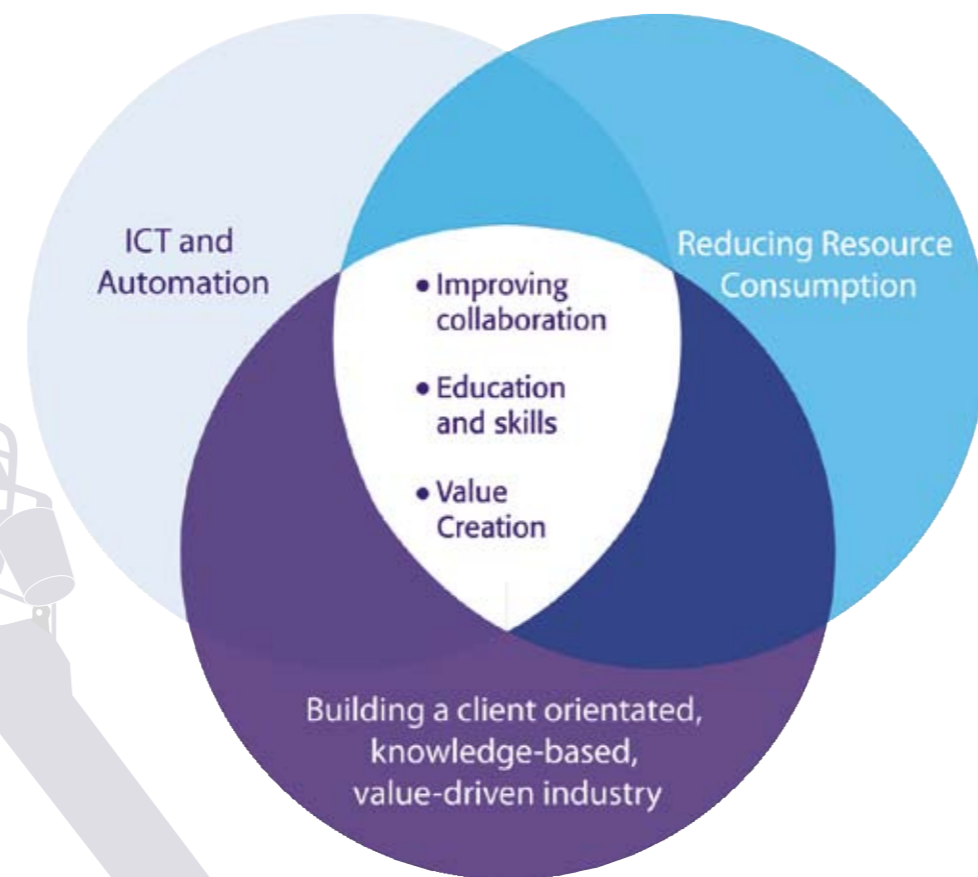 ICT and
Automation
Reducing Resource
Consumption
• Improving
collaboration
• Education
and skills
• Value
Creation
Building a client orientated,
knowledge-based,
value-driven industry